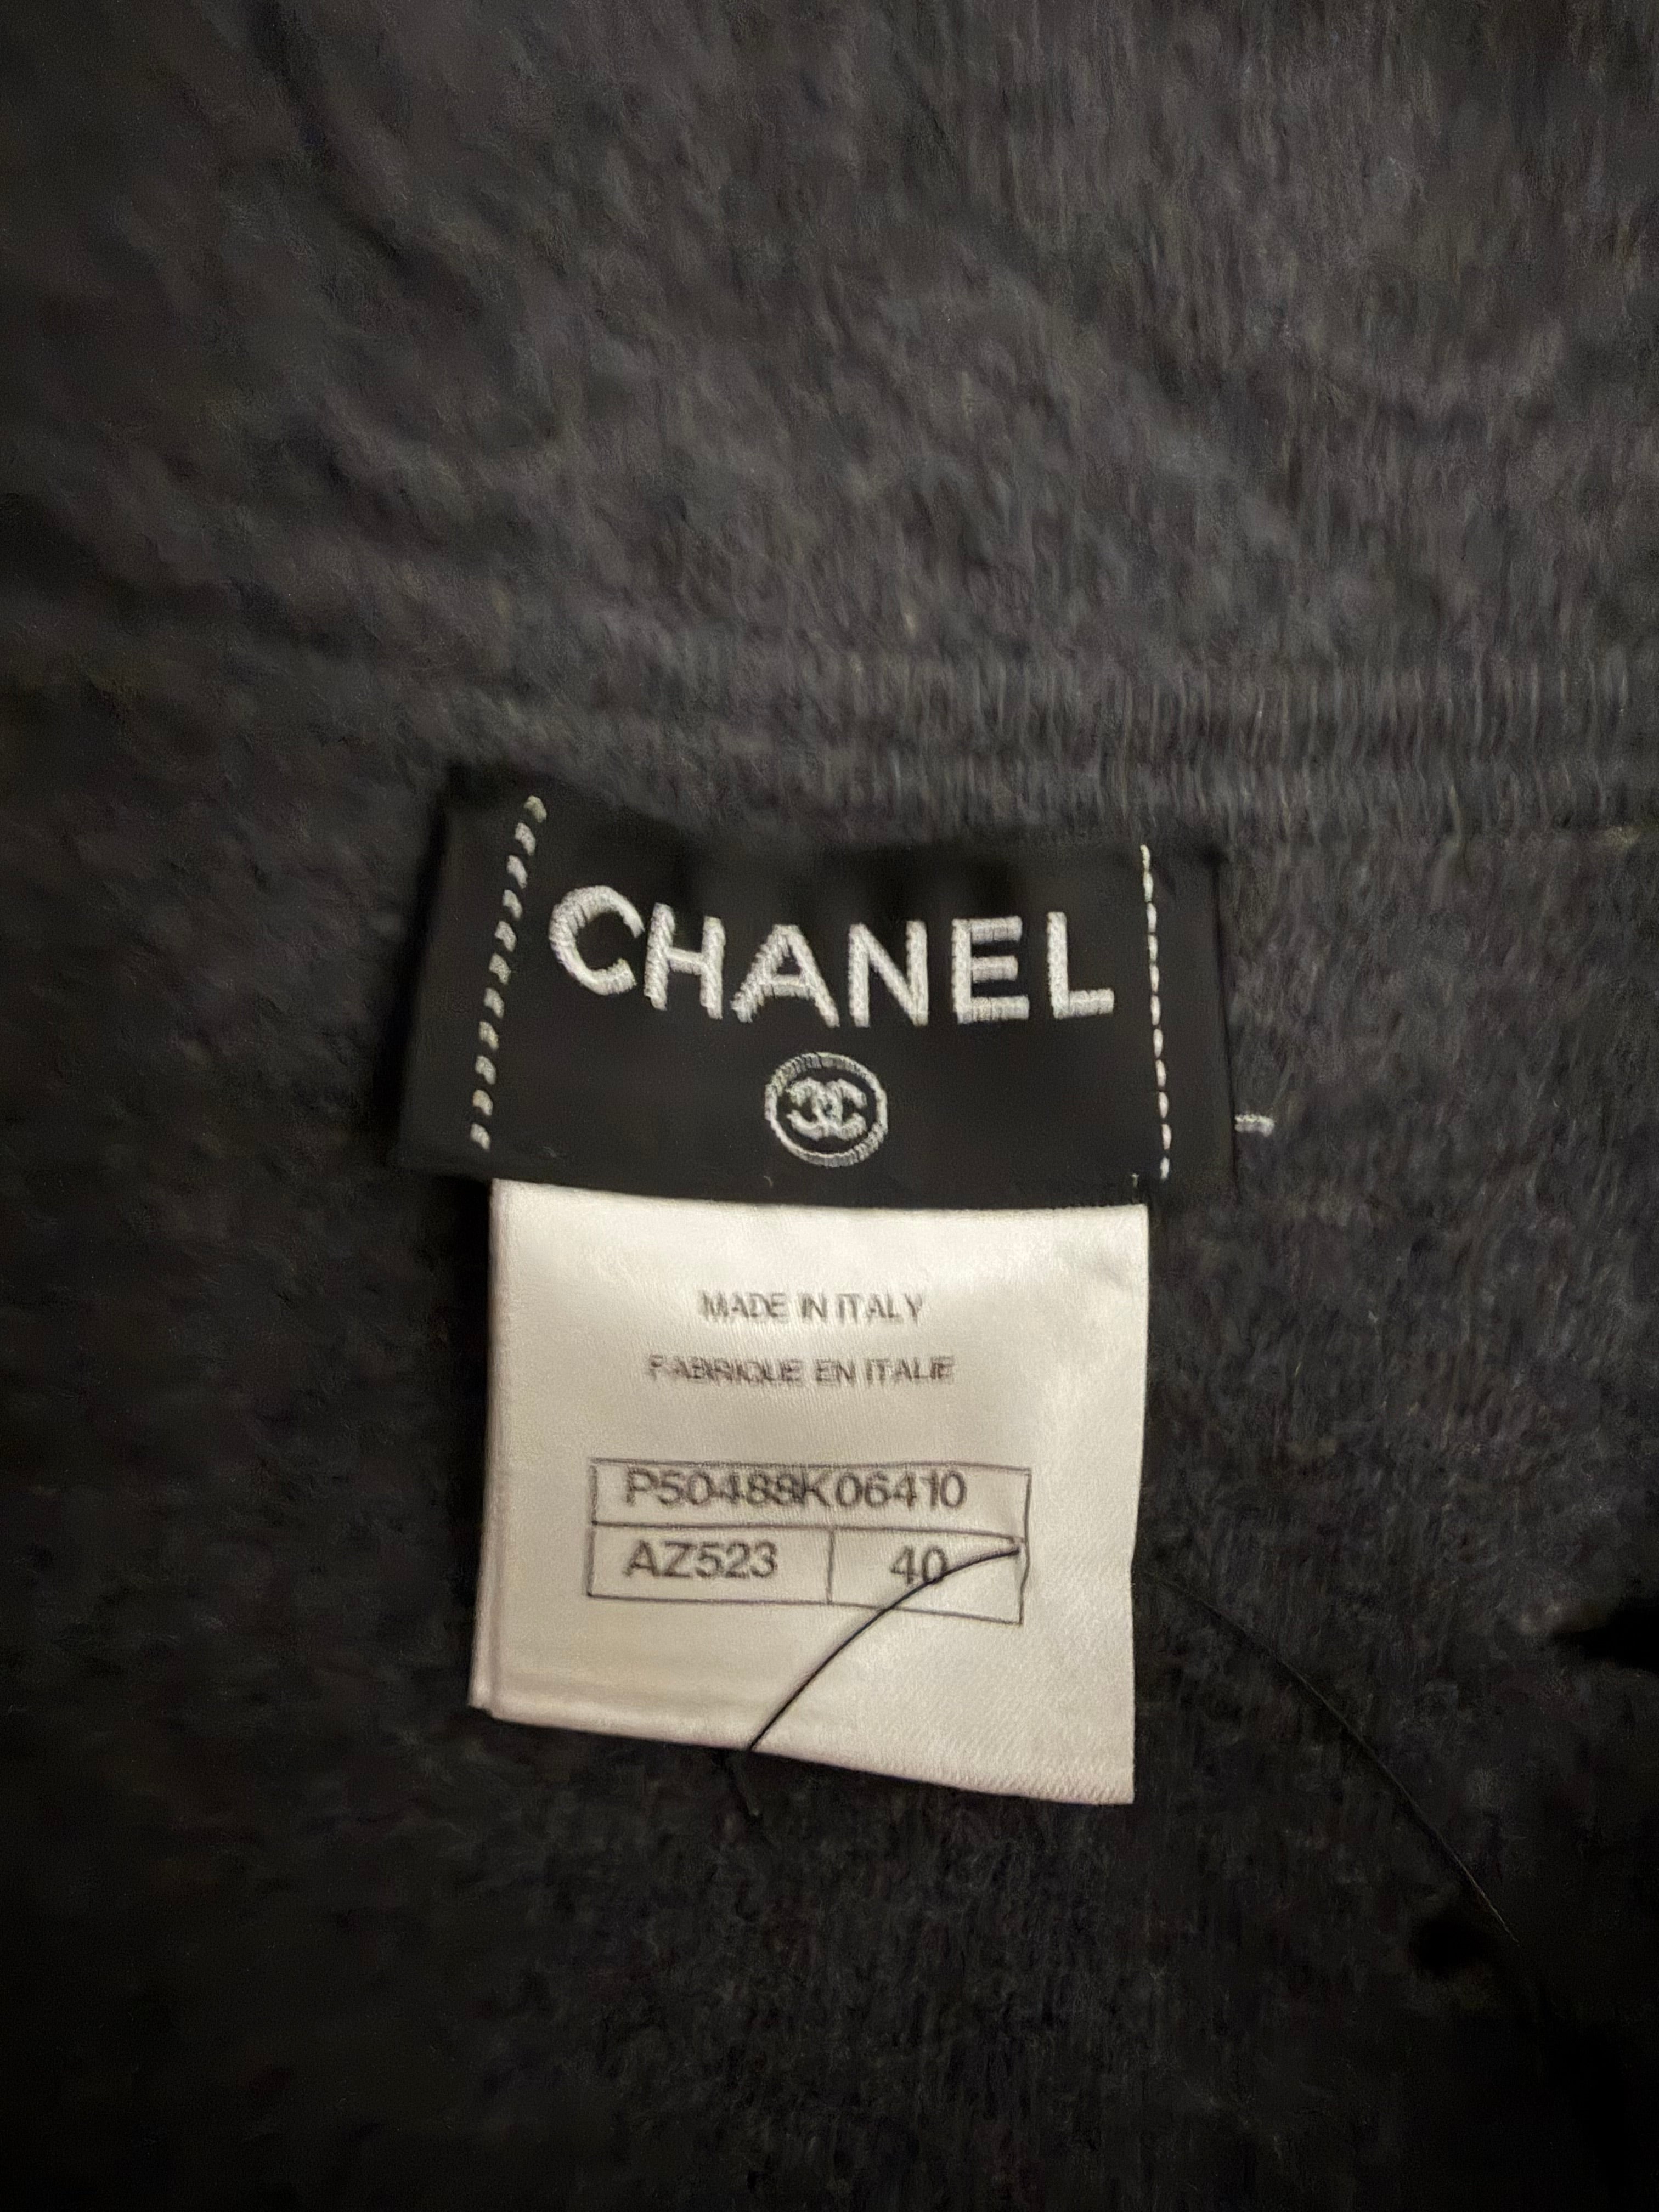 CHANEL
MADE IN ITALY
FABRIQUE EN ITALIE
P50488K06410
AZ523 40